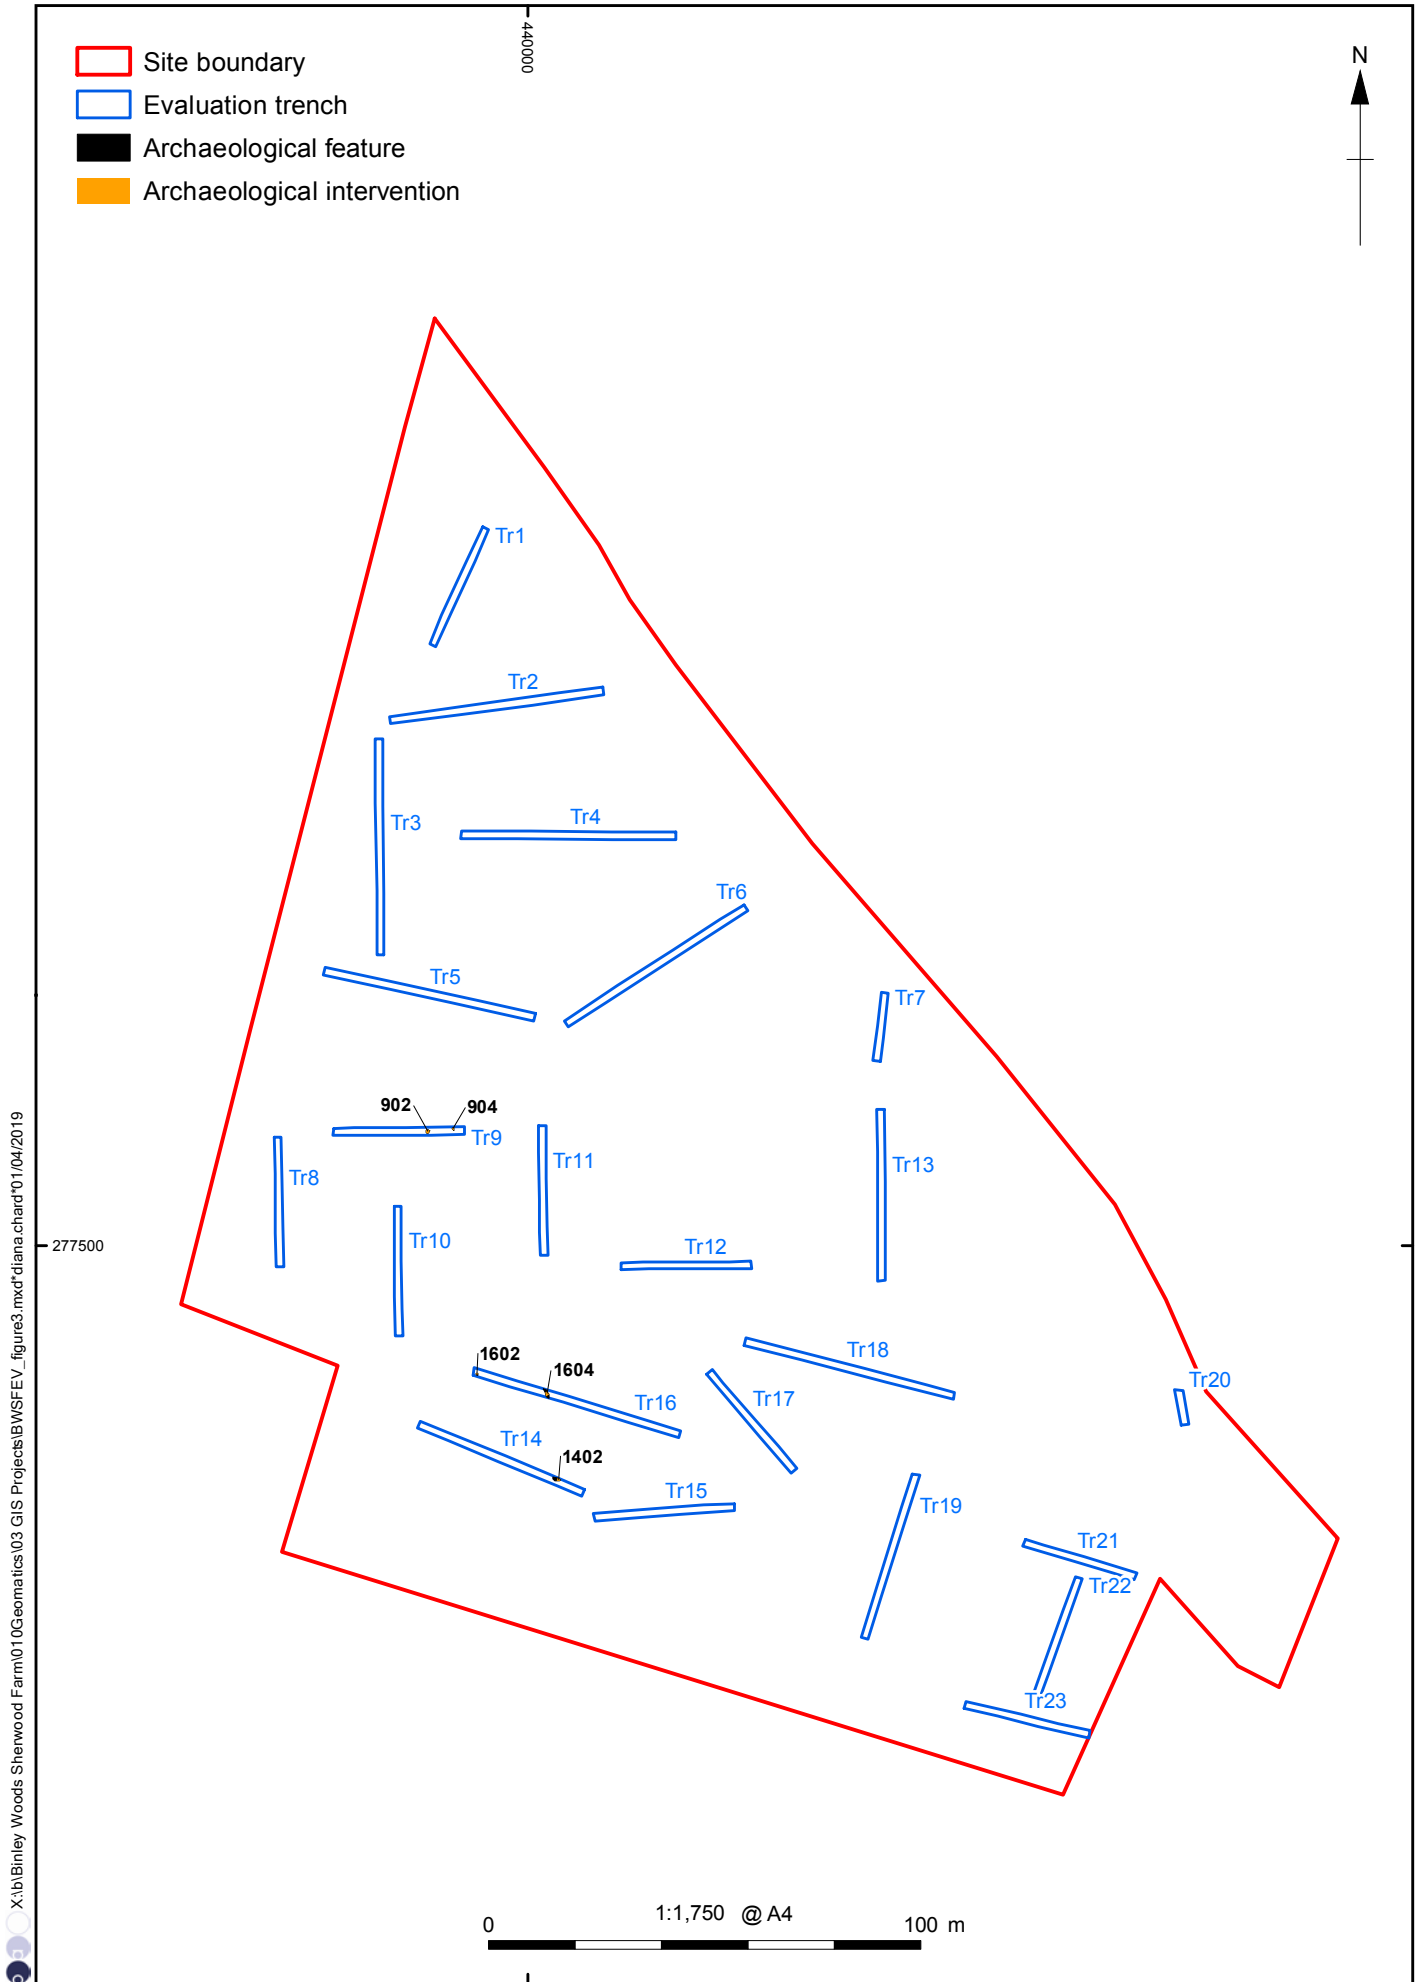 440000
N
Site boundary
Evaluation trench
Archaeological feature
Archaeological intervention
Tr1
Tr2
Tr3
Tr4
Tr6
Tr5
Tr7
902
904
Tr9
Tr11
Tr13
Tr8
Tr10
Tr12
277500
1602
1604
Tr18
Tr20
Tr16
Tr17
Tr14
1402
Tr15
Tr19
Tr21
Tr22
Tr23
1:1,750 @ A4
0
100 m
X:\b\Binley Woods Sherwood Farm\010Geomatics\03 GIS Projects\BWSFEV_figure3.mxd*diana.chard*01/04/2019